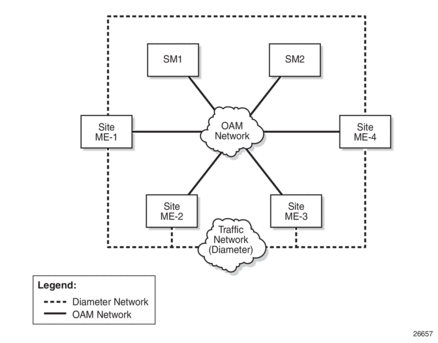 SM1
SM2
Site
ME-1
OAM
Network
Site
ME-4
Site
ME-2
Site
ME-3
Traffic
Network
(Diameter)
Legend:
Diameter Network
OAM Network
26657